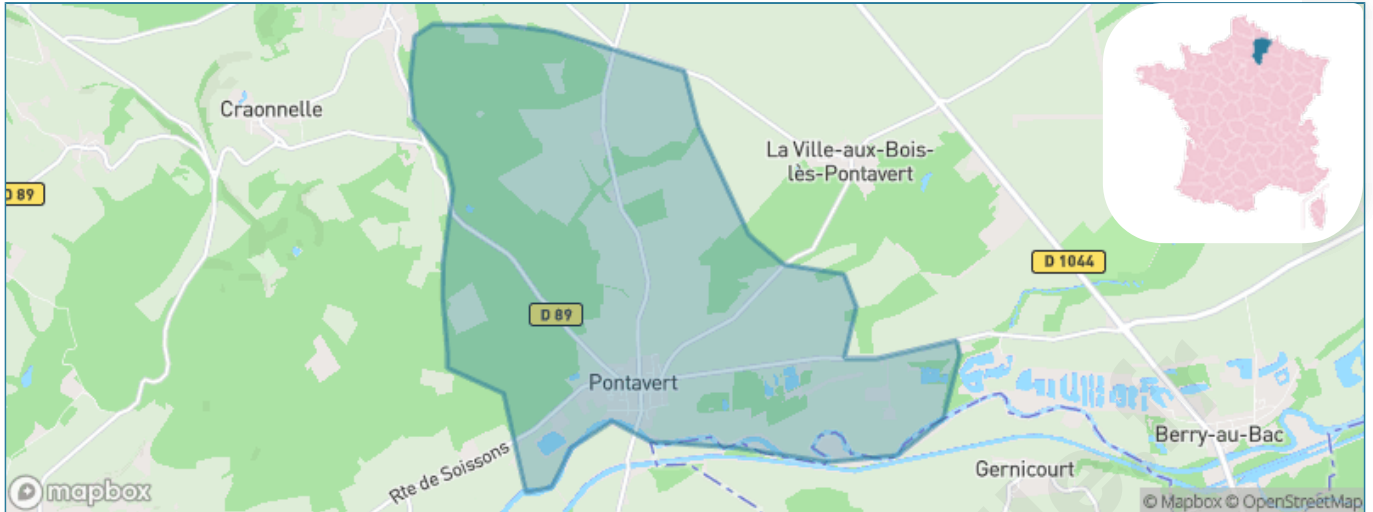 Craonnelle
La Ville-aux-Bois-
lès-Pontavert
D 89
D 1044
D 89
Pontavert
Rte de Soissons
Berry-au-Bac
Gernicourt
mapbox
© Mapbox © OpenStreetMap